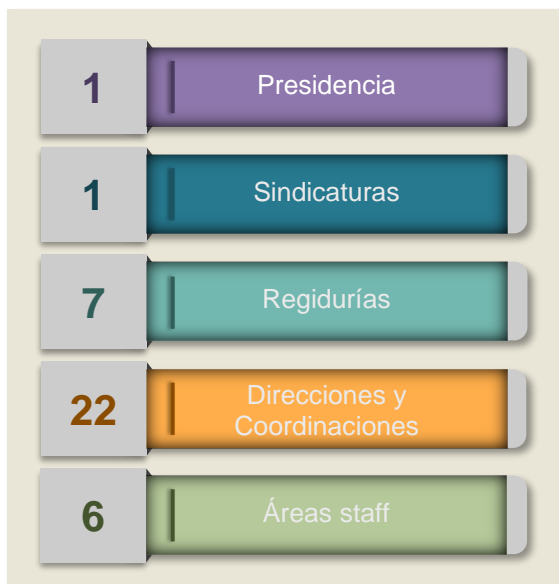 1
Presidencia
1
Sindicaturas
7
Regidurías
22
Direcciones y
Coordinaciones
6
Áreas staff